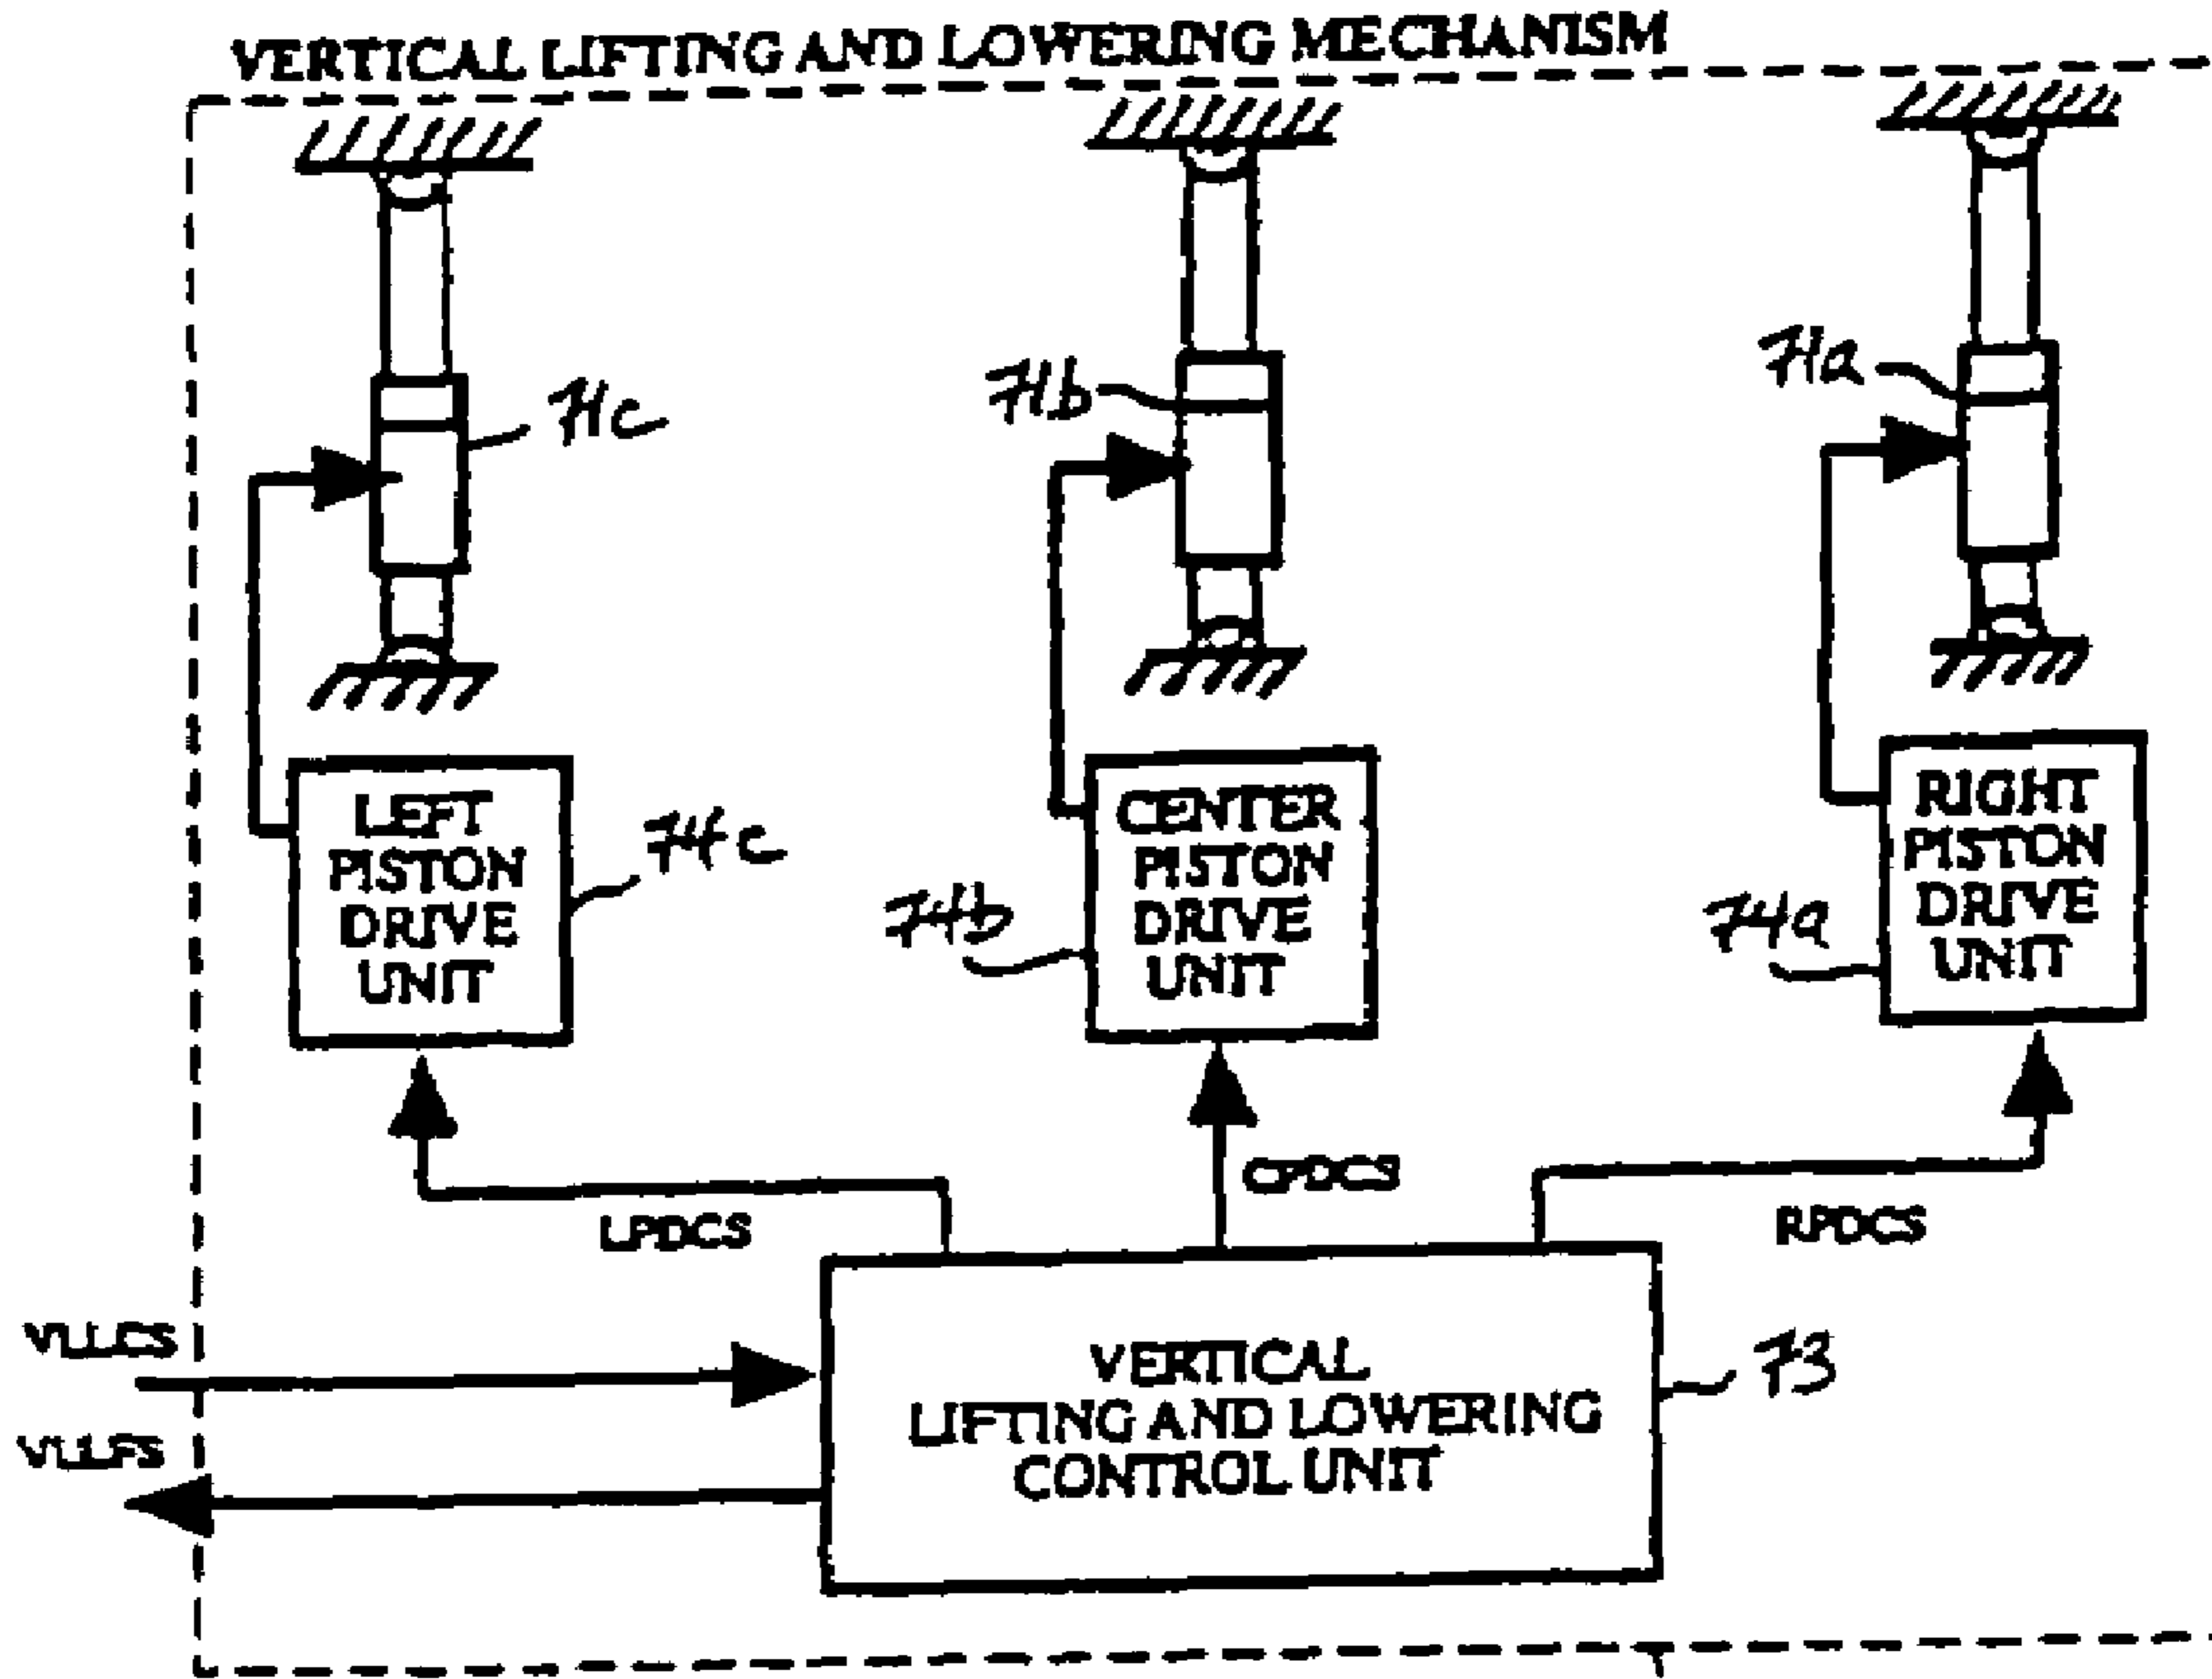 VERTICAL LIFTING AND LOWERING MECHANISM
71c
71b
71a
LEFT
PISTON
DRIVE
UNIT
74c
CENTER
PISTON
DRIVE
UNIT
74b
RIGHT
PISTON
DRIVE
UNIT
74a
LPDCS
CPDCS
RPDCS
VLLCS
VLLFS
VERTICAL
LIFTING AND LOWERING
CONTROL UNIT
73